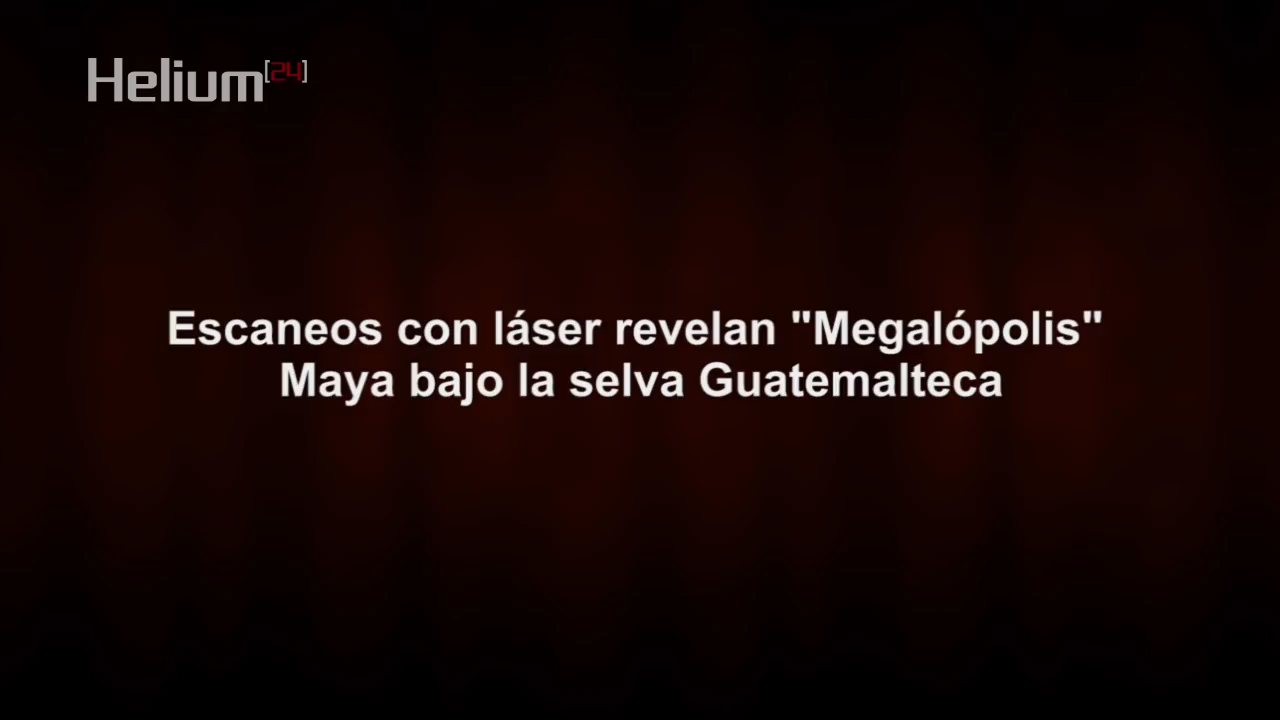 Helium[24]
Escaneos con láser revelan "Megalópolis"
Maya bajo la selva Guatemalteca